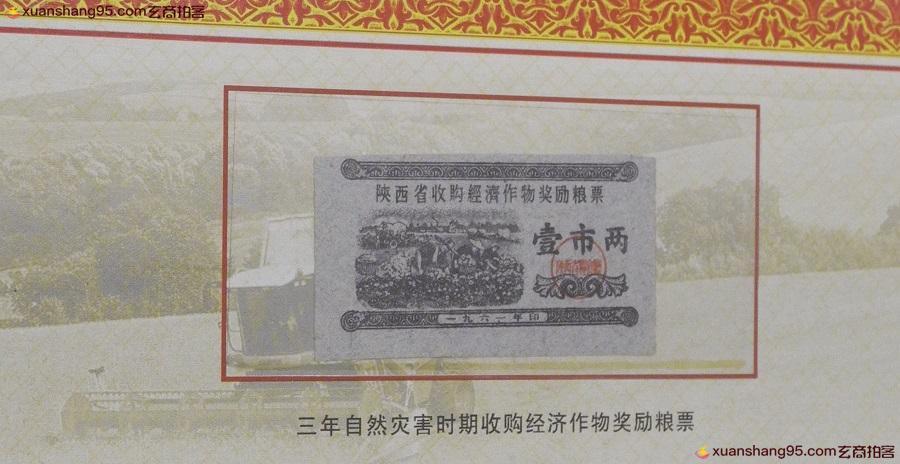 xuanshang95.com玄商拍客
陕西省收购經濟作物奖励粮票
壹市两
一九六一年印
三年自然灾害时期收购经济作物奖励粮票
xuanshang95.com玄商拍客